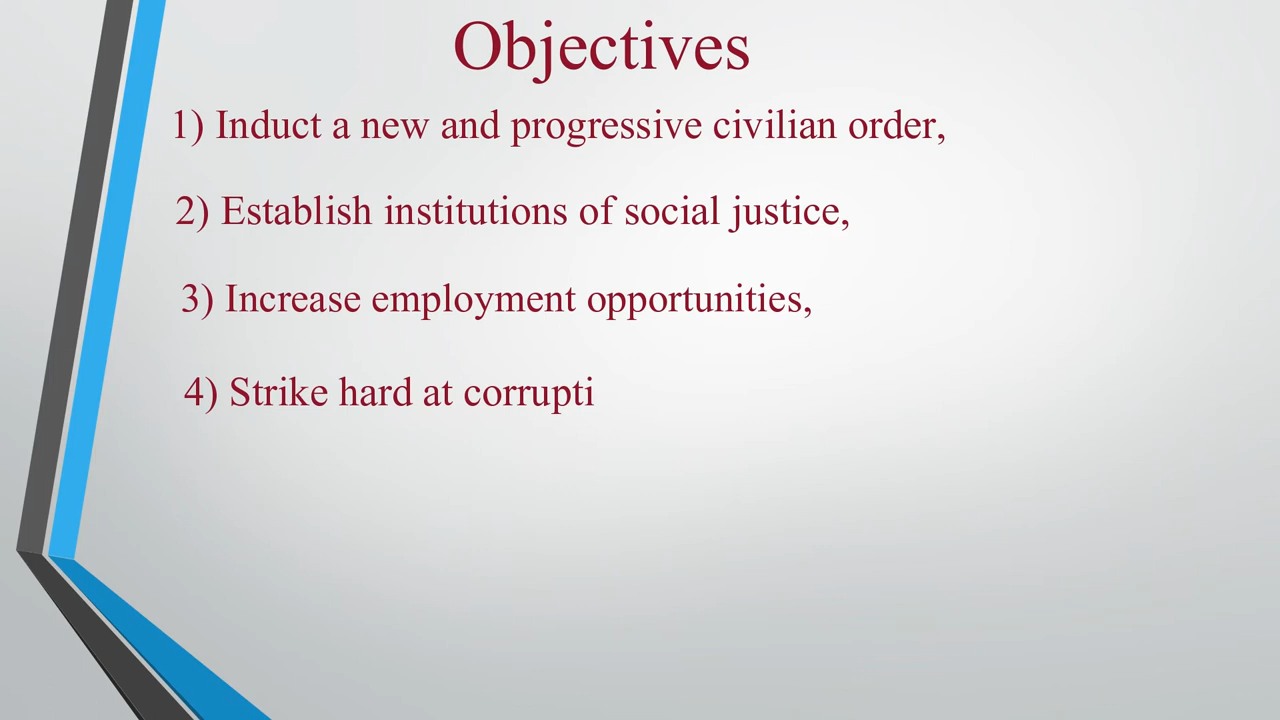 Objectives
1) Induct a new and progressive civilian order,
2) Establish institutions of social justice,
3) Increase employment opportunities,
4) Strike hard at corrupti